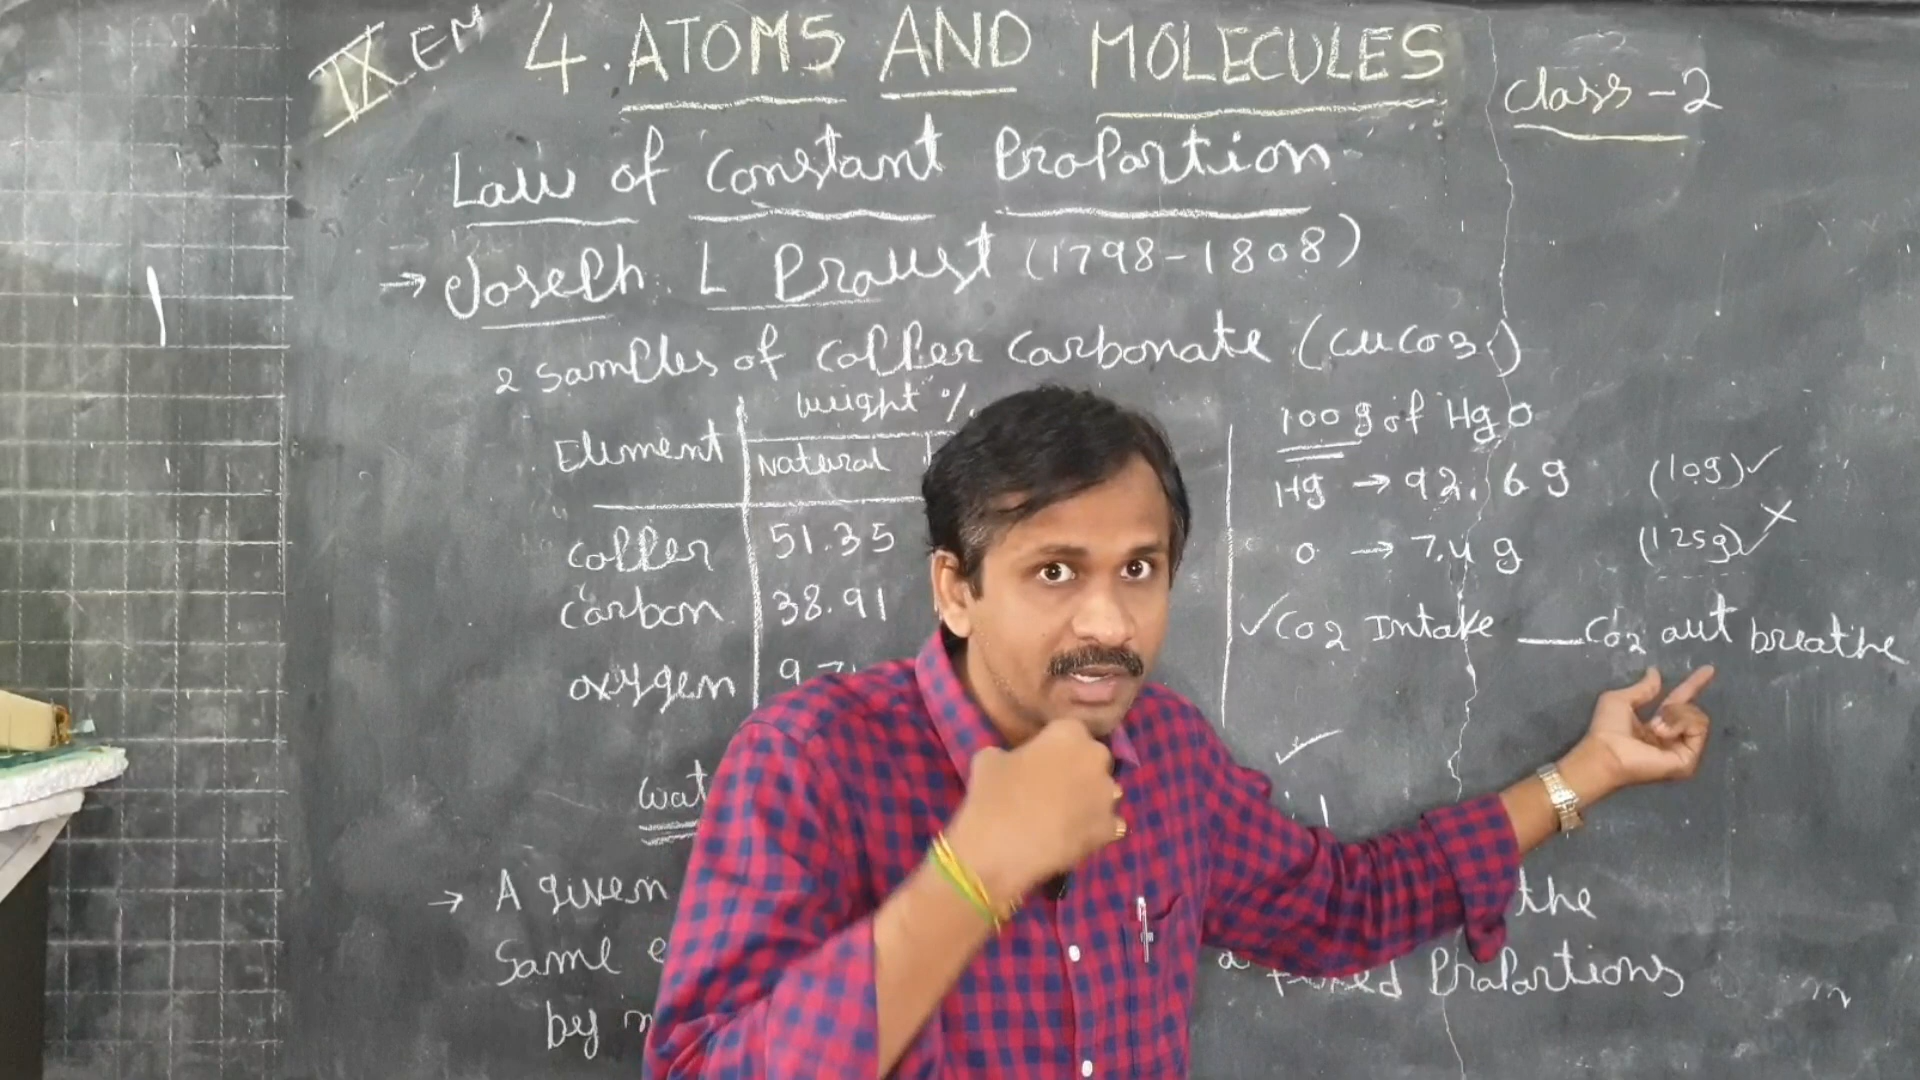 IX EM 4. ATOMS AND MOLECULES
Class - 2
Law of Constant Proportion
→ Joseph L Proust (1798-1808)
2 samples of copper carbonate (CuCO3)
Element
Weight %
Natural
copper 51.35
carbon 38.91
oxygen 9.7
100 g of HgO
Hg → 92.6 g (10g) ✓
O → 7.4 g (125g) ✓ ×
✓ CO2 Intake — CO2 out breathe
✓
→ A given
the
Same
a fixed Proportions
by